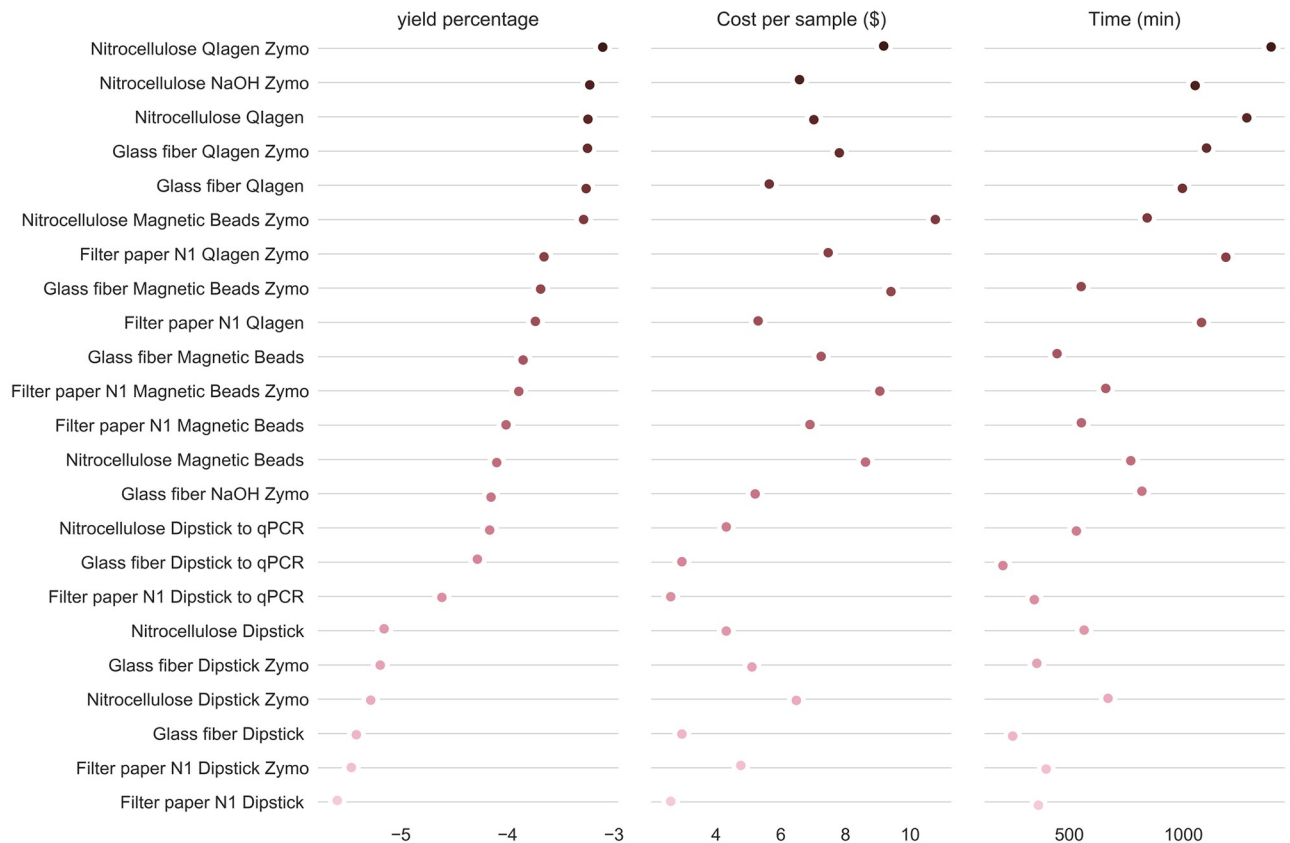 yield percentage
Cost per sample ($)
Time (min)
Nitrocellulose QIagen Zymo
Nitrocellulose NaOH Zymo
Nitrocellulose QIagen
Glass fiber QIagen Zymo
Glass fiber QIagen
Nitrocellulose Magnetic Beads Zymo
Filter paper N1 QIagen Zymo
Glass fiber Magnetic Beads Zymo
Filter paper N1 QIagen
Glass fiber Magnetic Beads
Filter paper N1 Magnetic Beads Zymo
Filter paper N1 Magnetic Beads
Nitrocellulose Magnetic Beads
Glass fiber NaOH Zymo
Nitrocellulose Dipstick to qPCR
Glass fiber Dipstick to qPCR
Filter paper N1 Dipstick to qPCR
Nitrocellulose Dipstick
Glass fiber Dipstick Zymo
Nitrocellulose Dipstick Zymo
Glass fiber Dipstick
Filter paper N1 Dipstick Zymo
Filter paper N1 Dipstick
−5 −4 −3
4 6 8 10
500 1000